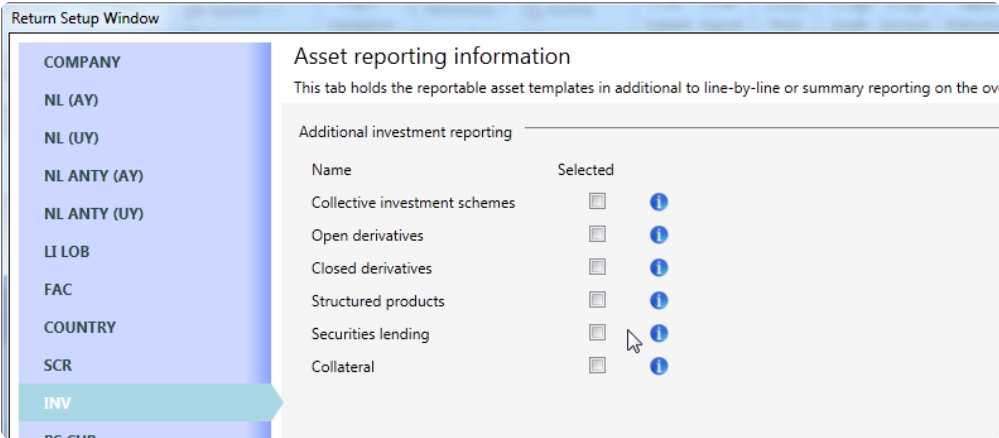 Return Setup Window
COMPANY
NL (AY)
NL (UY)
NL ANTY (AY)
NL ANTY (UY)
LI LOB
FAC
COUNTRY
SCR
INV
Asset reporting information
This tab holds the reportable asset templates in additional to line-by-line or summary reporting on the
Additional investment reporting
Name Selected
Collective investment schemes
Open derivatives
Closed derivatives
Structured products
Securities lending
Collateral